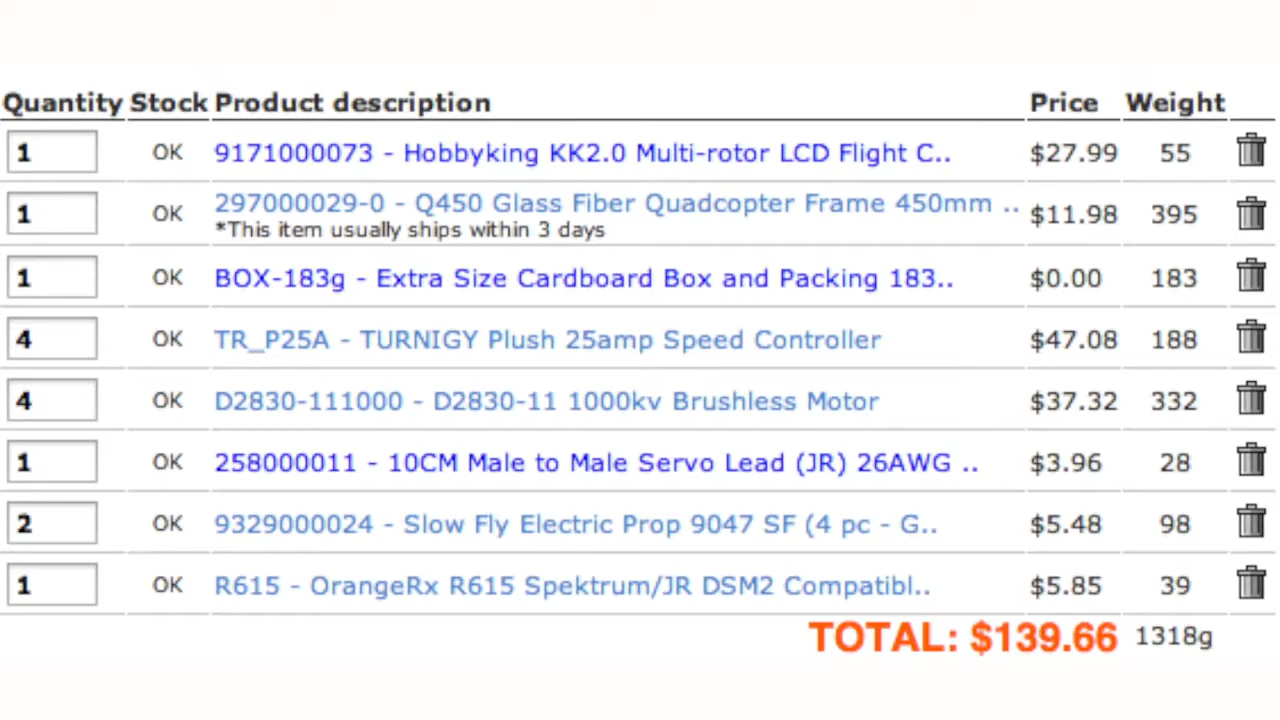 Quantity Stock Product description Price Weight
1 OK 9171000073 - Hobbyking KK2.0 Multi-rotor LCD Flight C.. $27.99 55
1 OK 297000029-0 - Q450 Glass Fiber Quadcopter Frame 450mm .. $11.98 395
*This item usually ships within 3 days
1 OK BOX-183g - Extra Size Cardboard Box and Packing 183.. $0.00 183
4 OK TR_P25A - TURNIGY Plush 25amp Speed Controller $47.08 188
4 OK D2830-111000 - D2830-11 1000kv Brushless Motor $37.32 332
1 OK 258000011 - 10CM Male to Male Servo Lead (JR) 26AWG .. $3.96 28
2 OK 9329000024 - Slow Fly Electric Prop 9047 SF (4 pc - G.. $5.48 98
1 OK R615 - OrangeRx R615 Spektrum/JR DSM2 Compatibl.. $5.85 39
TOTAL: $139.66 1318g